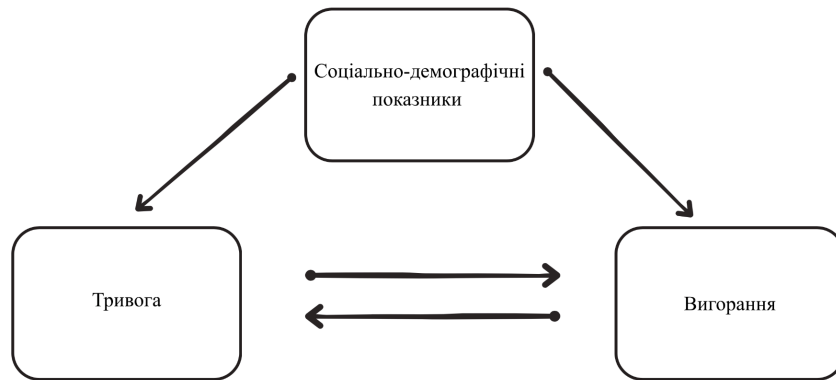 Соціально-демографічні
показники
Тривога
Вигорання